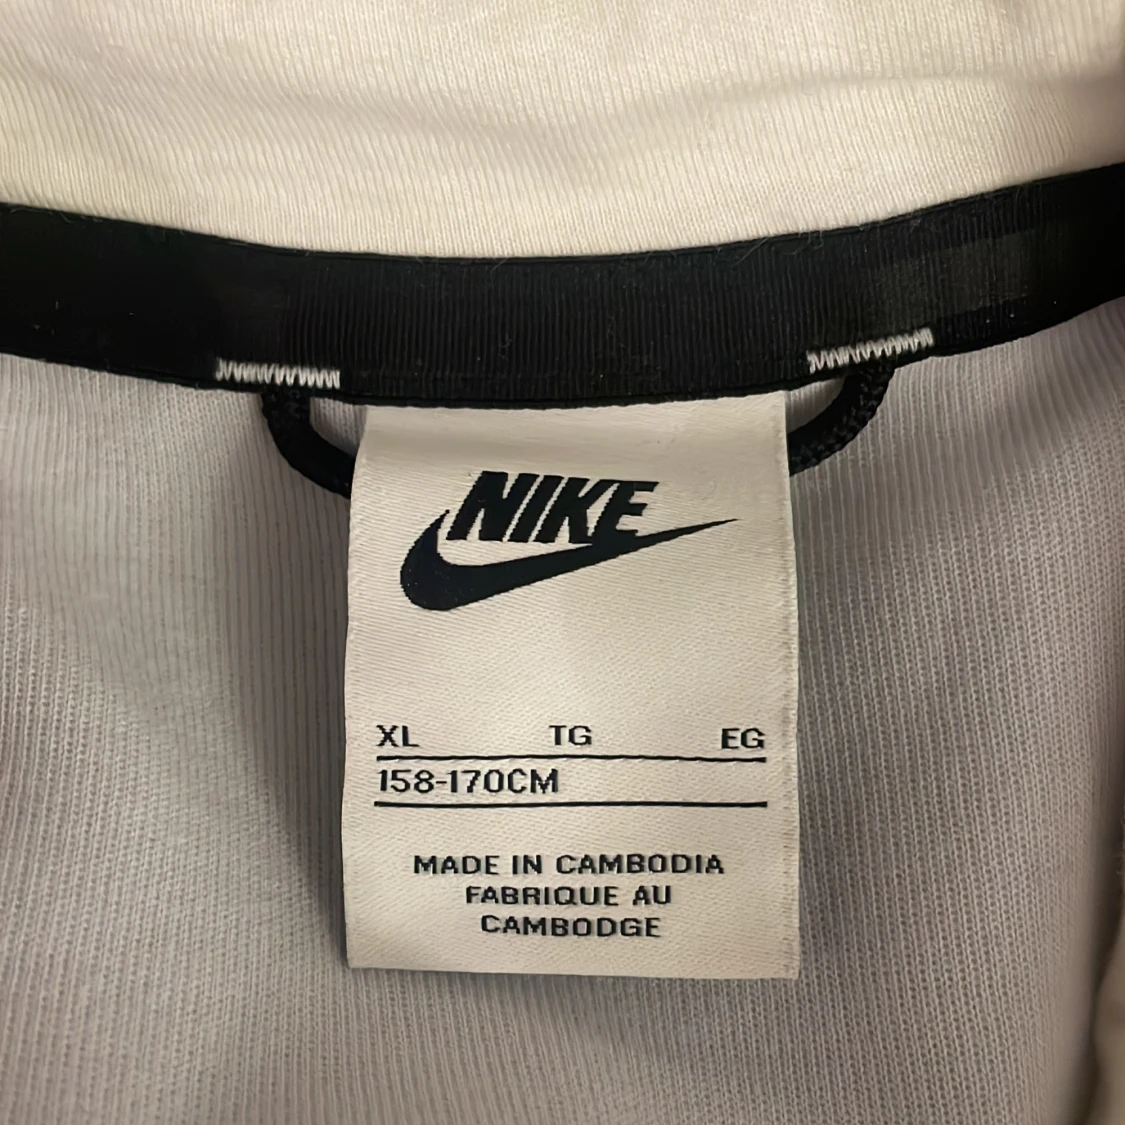 NIKE
XL TG EG
158-170CM
MADE IN CAMBODIA
FABRIQUE AU
CAMBODGE